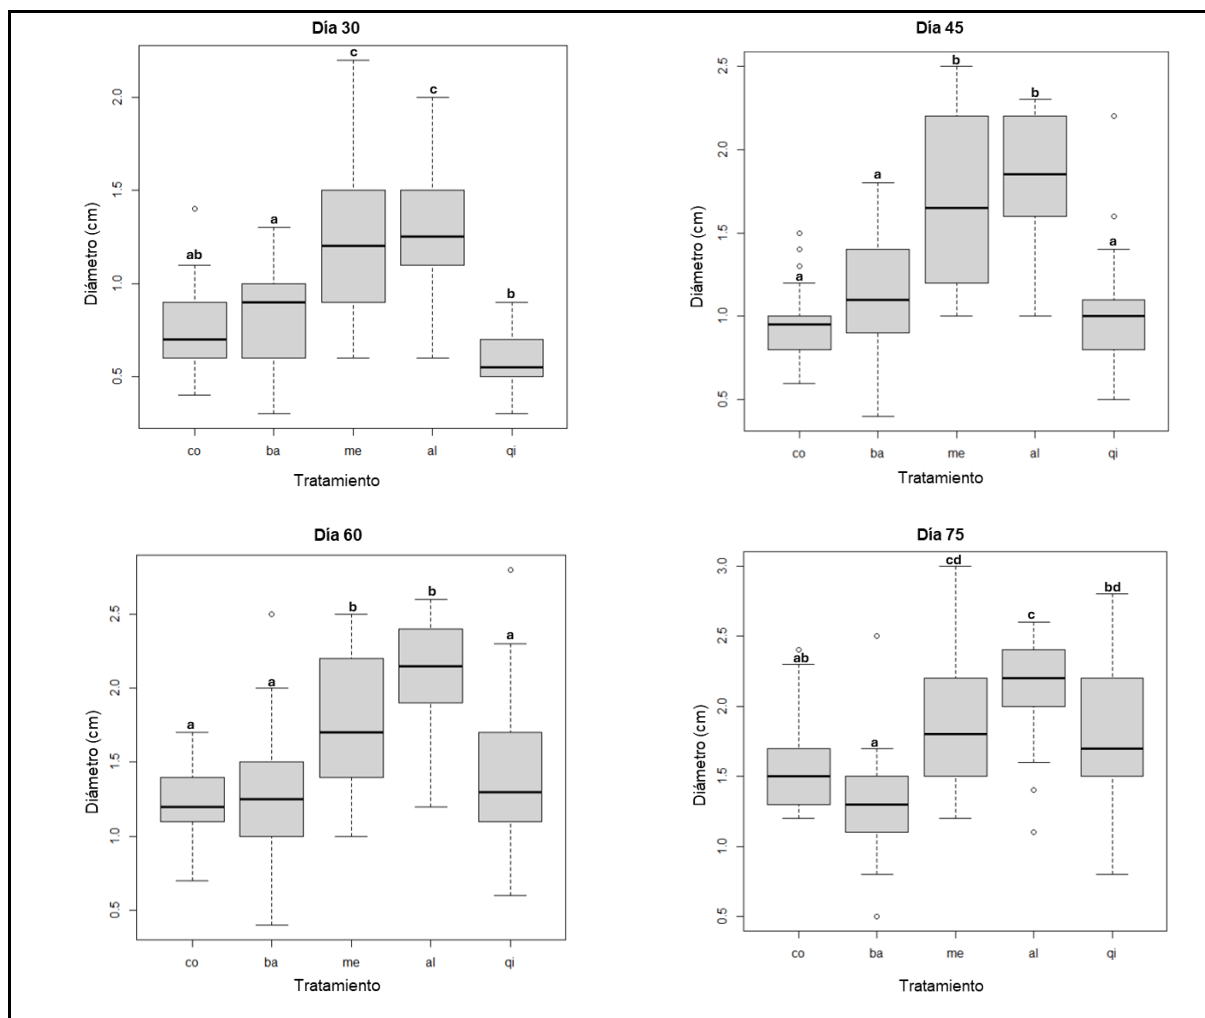 Día 30
c
c
a
ab
b
2.0
1.5
1.0
0.5
Diámetro (cm)
co ba me al qi
Tratamiento
Día 45
b
b
a
a
a
2.5
2.0
1.5
1.0
0.5
Diámetro (cm)
co ba me al qi
Tratamiento
Día 60
b
b
a
a
a
2.5
2.0
1.5
1.0
0.5
Diámetro (cm)
co ba me al qi
Tratamiento
Día 75
cd
bd
c
ab
a
3.0
2.5
2.0
1.5
1.0
0.5
Diámetro (cm)
co ba me al qi
Tratamiento